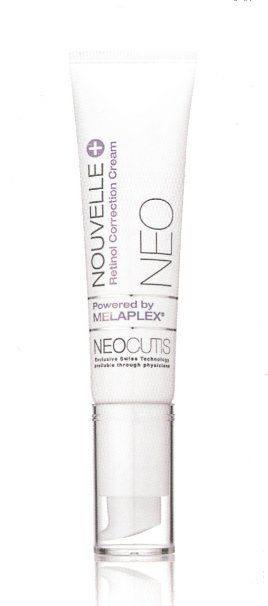 NOUVELLE+
Retinol Correction Cream
NEO
Powered by
MELAPLEX®
NEOCUTIS
Exclusive Swiss Technology
available through physicians